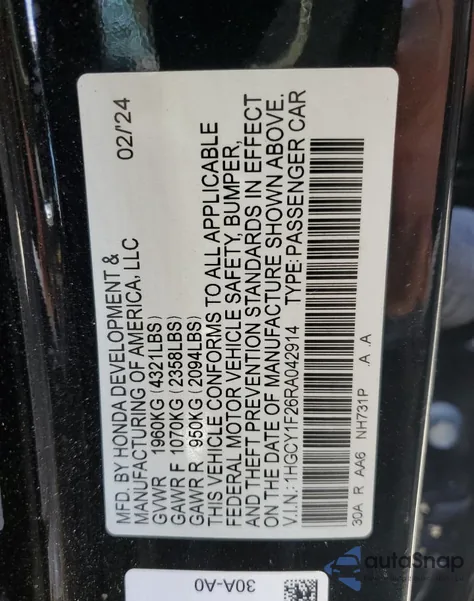 MFD. BY HONDA DEVELOPMENT &
MANUFACTURING OF AMERICA, LLC 02/'24
GVWR 1960KG (4321LBS)
GAWR F 1070KG (2358LBS)
GAWR R 950KG (2094LBS)
THIS VEHICLE CONFORMS TO ALL APPLICABLE
FEDERAL MOTOR VEHICLE SAFETY, BUMPER,
AND THEFT PREVENTION STANDARDS IN EFFECT
ON THE DATE OF MANUFACTURE SHOWN ABOVE.
V.I.N.: 1HGCY1F26RA042914 TYPE: PASSENGER CAR
30A R AA6 NH731P .A .A
30A-A0
autoSnap